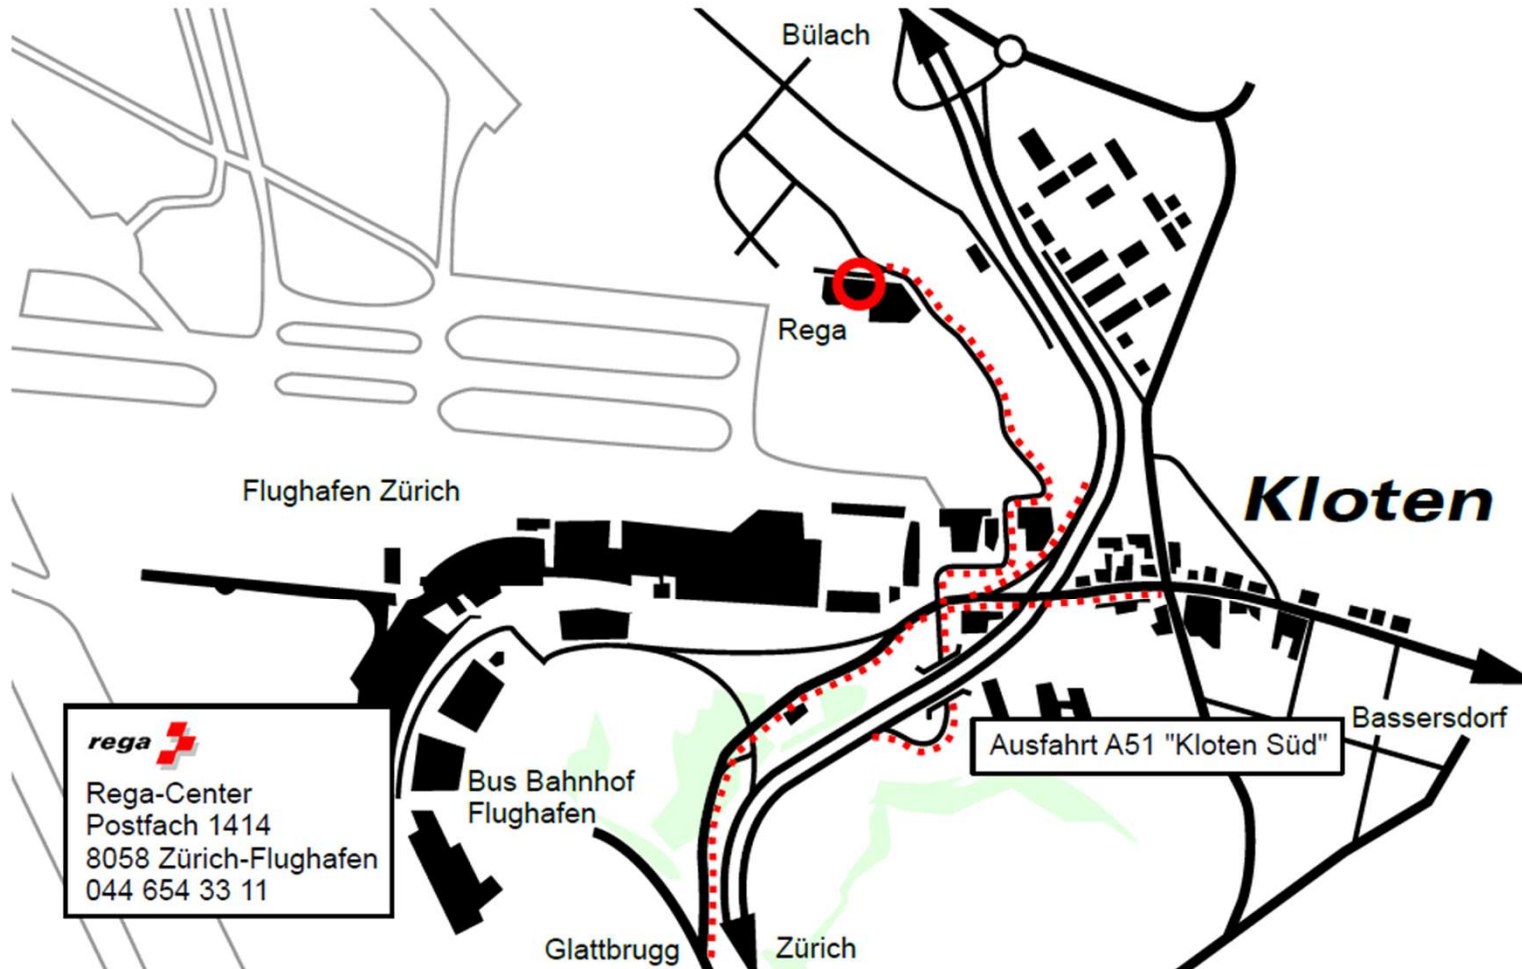 Bülach
Rega
Kloten
Flughafen Zürich
Bassersdorf
Ausfahrt A51 "Kloten Süd"
rega
Rega-Center
Postfach 1414
8058 Zürich-Flughafen
044 654 33 11
Bus Bahnhof
Flughafen
Glattbrugg
Zürich